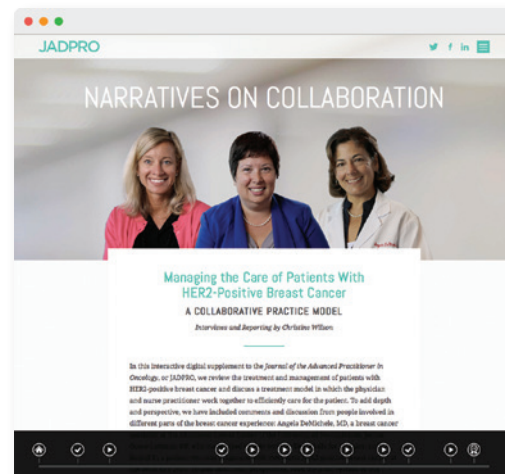 JADPRO
NARRATIVES ON COLLABORATION
Managing the Care of Patients With
HER2-Positive Breast Cancer
A COLLABORATIVE PRACTICE MODEL
Interviews and Reporting by Christine Wilson
In this interactive digital supplement to the Journal of the Advanced Practitioner in
Oncology, or JADPRO, we review the treatment and management of patients with
HER2-positive breast cancer and discuss a treatment model in which the physician
and nurse practitioner work together to efficiently care for the patient. To add depth
and perspective, we have included comments and discussion from people involved in
different parts of the breast cancer experience: Angela DeMichele, MD, a breast cancer